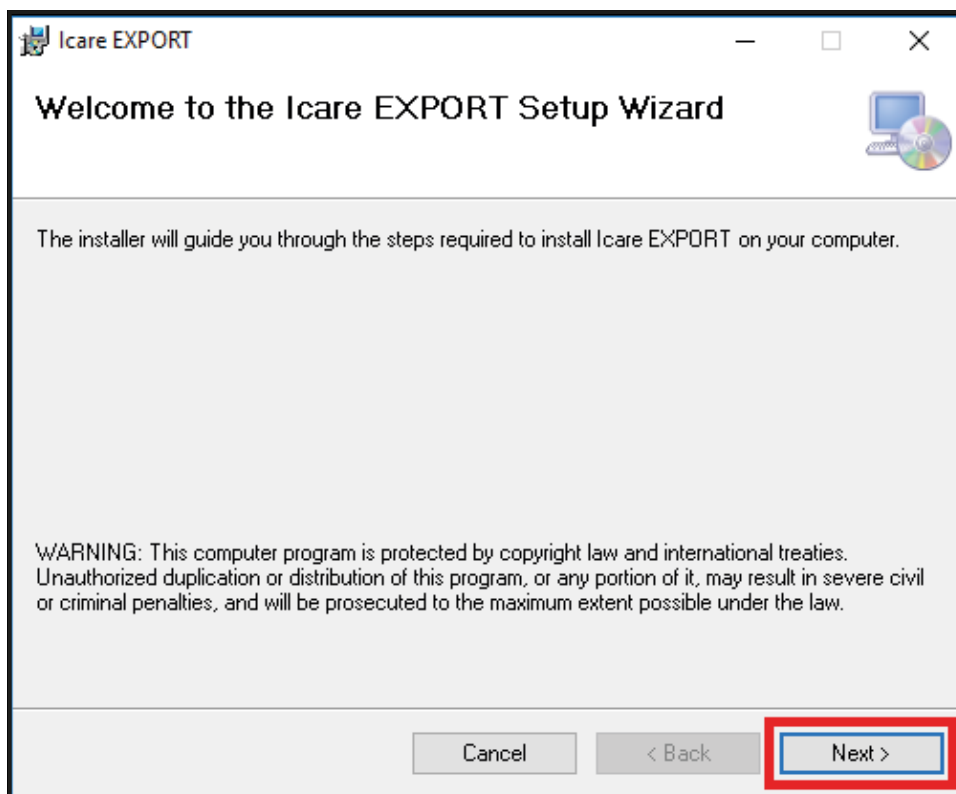 Icare EXPORT
Welcome to the Icare EXPORT Setup Wizard
The installer will guide you through the steps required to install Icare EXPORT on your computer.
WARNING: This computer program is protected by copyright law and international treaties.
Unauthorized duplication or distribution of this program, or any portion of it, may result in severe civil
or criminal penalties, and will be prosecuted to the maximum extent possible under the law.
Cancel < Back Next >